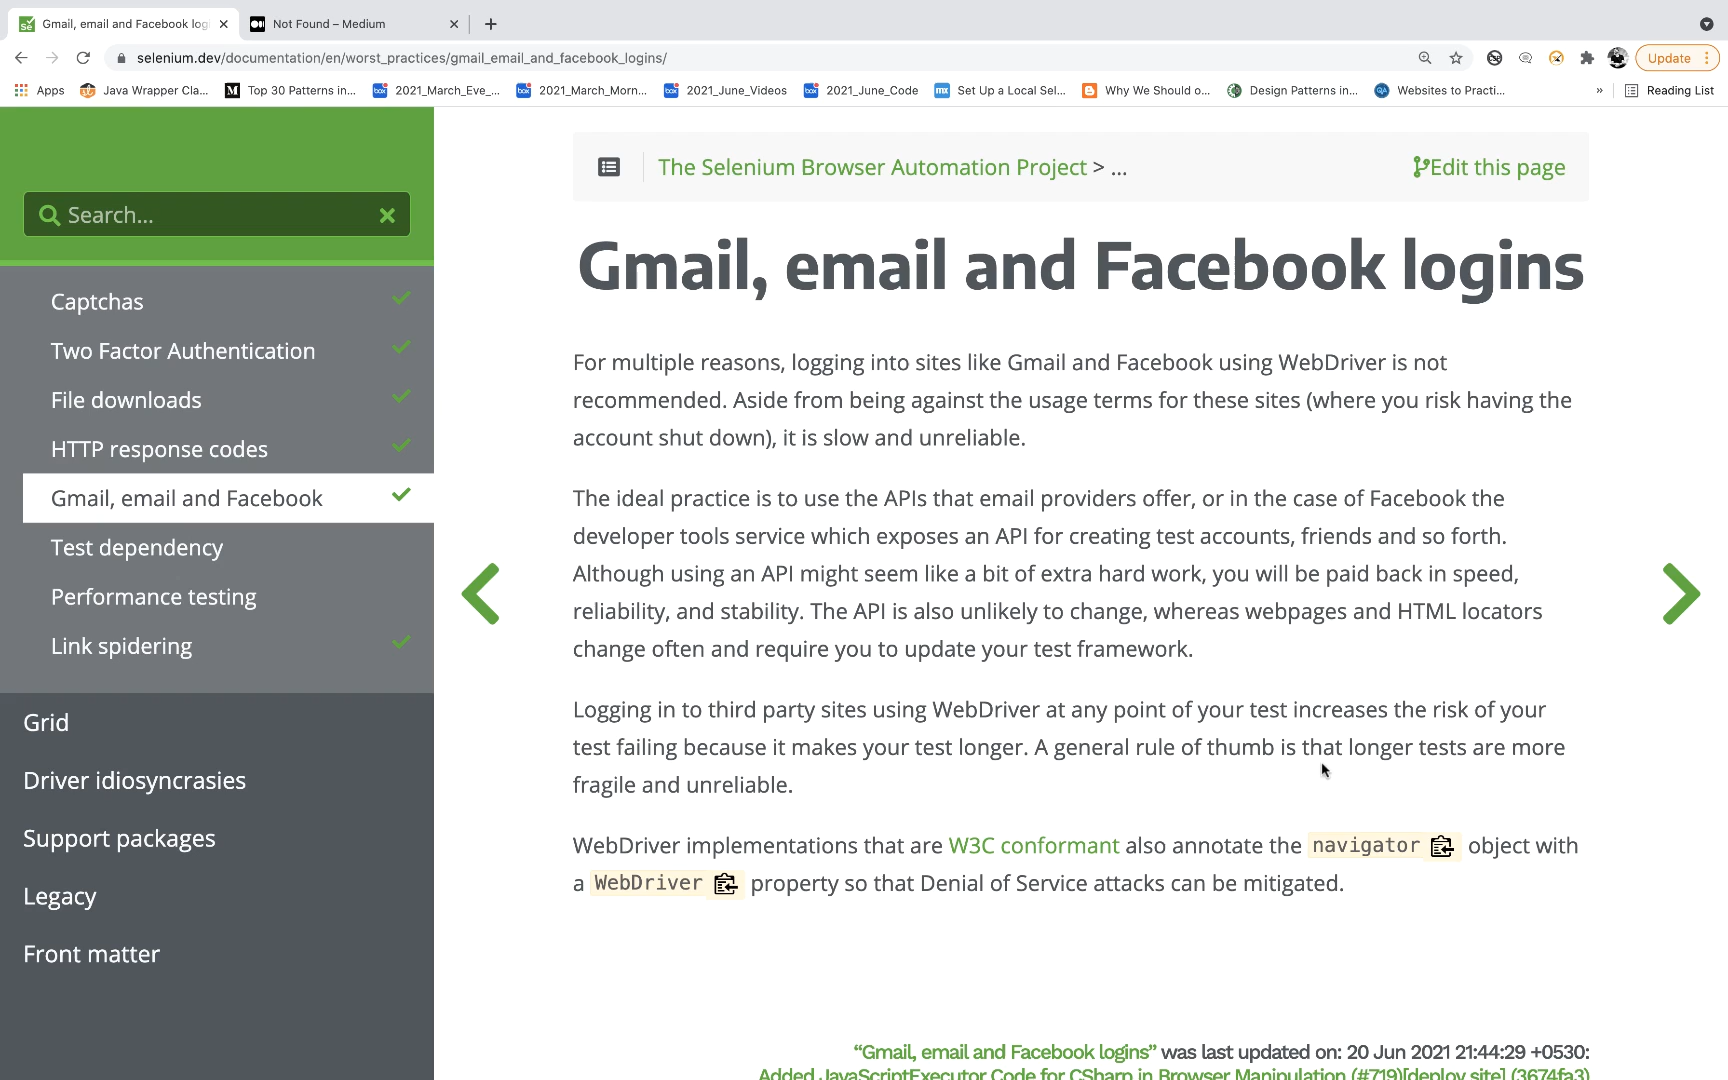 Gmail, email and Facebook log
Not Found – Medium
selenium.dev/documentation/en/worst_practices/gmail_email_and_facebook_logins/
Update
Apps
Java Wrapper Cla...
Top 30 Patterns in...
2021_March_Eve_...
2021_March_Morn...
2021_June_Videos
2021_June_Code
Set Up a Local Sel...
Why We Should o...
Design Patterns in...
Websites to Practi...
»
Reading List
Search...
Captchas
Two Factor Authentication
File downloads
HTTP response codes
Gmail, email and Facebook
Test dependency
Performance testing
Link spidering
Grid
Driver idiosyncrasies
Support packages
Legacy
Front matter
The Selenium Browser Automation Project > ...
Edit this page
Gmail, email and Facebook logins
For multiple reasons, logging into sites like Gmail and Facebook using WebDriver is not
recommended. Aside from being against the usage terms for these sites (where you risk having the
account shut down), it is slow and unreliable.
The ideal practice is to use the APIs that email providers offer, or in the case of Facebook the
developer tools service which exposes an API for creating test accounts, friends and so forth.
Although using an API might seem like a bit of extra hard work, you will be paid back in speed,
reliability, and stability. The API is also unlikely to change, whereas webpages and HTML locators
change often and require you to update your test framework.
Logging in to third party sites using WebDriver at any point of your test increases the risk of your
test failing because it makes your test longer. A general rule of thumb is that longer tests are more
fragile and unreliable.
WebDriver implementations that are W3C conformant also annotate the navigator object with
a WebDriver property so that Denial of Service attacks can be mitigated.
“Gmail, email and Facebook logins” was last updated on: 20 Jun 2021 21:44:29 +0530:
Added JavaScriptExecutor Code for CSharp in Browser Manipulation (#719)[deploy site] (3674fa3)